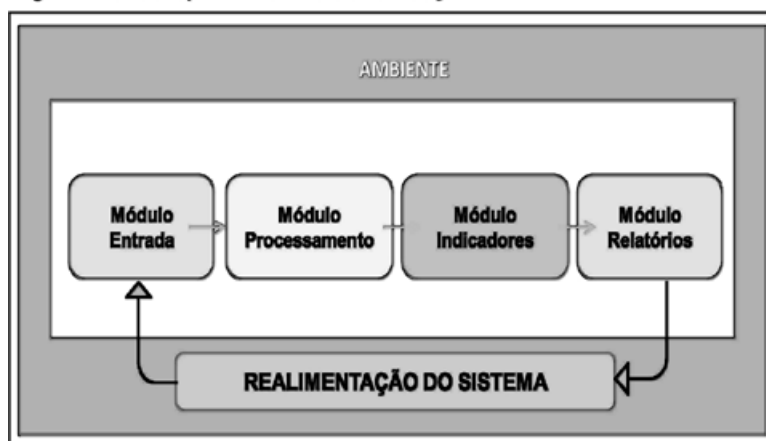 AMBIENTE
Módulo
Entrada
Módulo
Processamento
Módulo
Indicadores
Módulo
Relatórios
REALIMENTAÇÃO DO SISTEMA